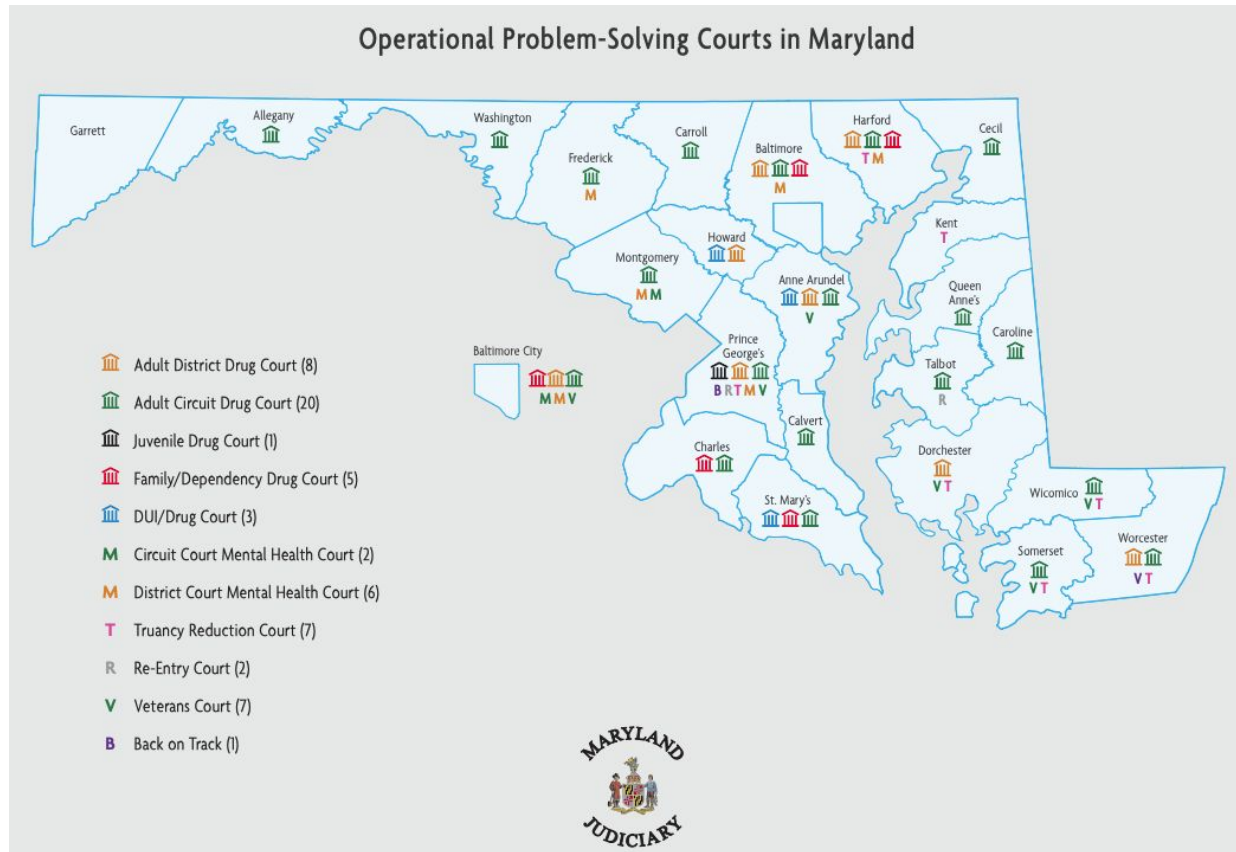 Operational Problem-Solving Courts in Maryland
Garrett
Allegany
Washington
Frederick
M
Carroll
Baltimore
M
Harford
T M
Cecil
Kent
T
Howard
Montgomery
M M
Anne Arundel
V
Queen
Anne's
Caroline
Prince
George's
B R T M V
Talbot
R
Baltimore City
M M V
Calvert
Charles
St. Mary's
Dorchester
V T
Wicomico
V T
Somerset
V T
Worcester
V T
Adult District Drug Court (8)
Adult Circuit Drug Court (20)
Juvenile Drug Court (1)
Family/Dependency Drug Court (5)
DUI/Drug Court (3)
M Circuit Court Mental Health Court (2)
M District Court Mental Health Court (6)
T Truancy Reduction Court (7)
R Re-Entry Court (2)
V Veterans Court (7)
B Back on Track (1)
MARYLAND
JUDICIARY